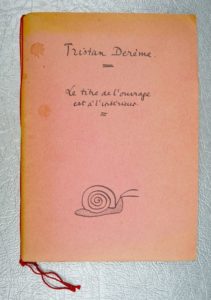 Tristan Derème
Le titre de l'ouvrage
est à l'intérieur